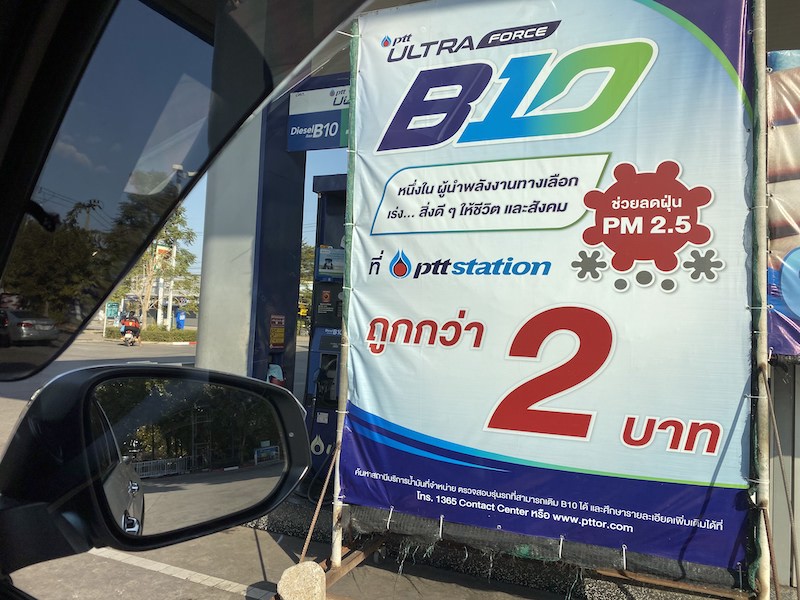 ptt
ULTRA FORCE
B10
หนึ่งใน ผู้นำพลังงานทางเลือก
เร่ง... สิ่งดี ๆ ให้ชีวิต และสังคม
ช่วยลดฝุ่น
PM 2.5
ที่ pttstation
ถูกกว่า 2 บาท
ค้นหาสถานีบริการน้ำมันที่จำหน่าย ตรวจสอบรุ่นรถที่สามารถเติม B10 ได้ และศึกษารายละเอียดเพิ่มเติมได้ที่
โทร. 1365 Contact Center หรือ www.pttor.com
ptt
Diesel B10